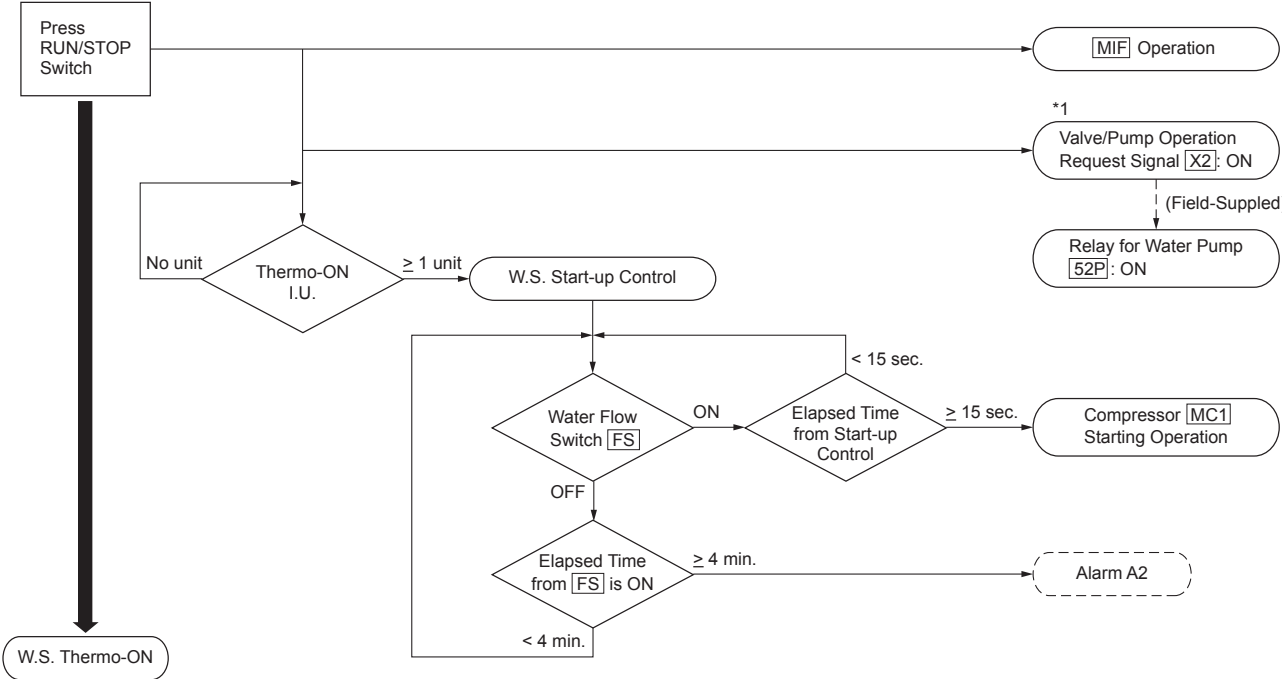 Press
RUN/STOP
Switch
MIF Operation
*1
Valve/Pump Operation
Request Signal X2: ON
(Field-Suppled
Relay for Water Pump
52P: ON
No unit
Thermo-ON
I.U.
≥ 1 unit
W.S. Start-up Control
< 15 sec.
Water Flow
Switch FS
ON
Elapsed Time
from Start-up
Control
≥ 15 sec.
Compressor MC1
Starting Operation
OFF
Elapsed Time
from FS is ON
≥ 4 min.
Alarm A2
< 4 min.
W.S. Thermo-ON